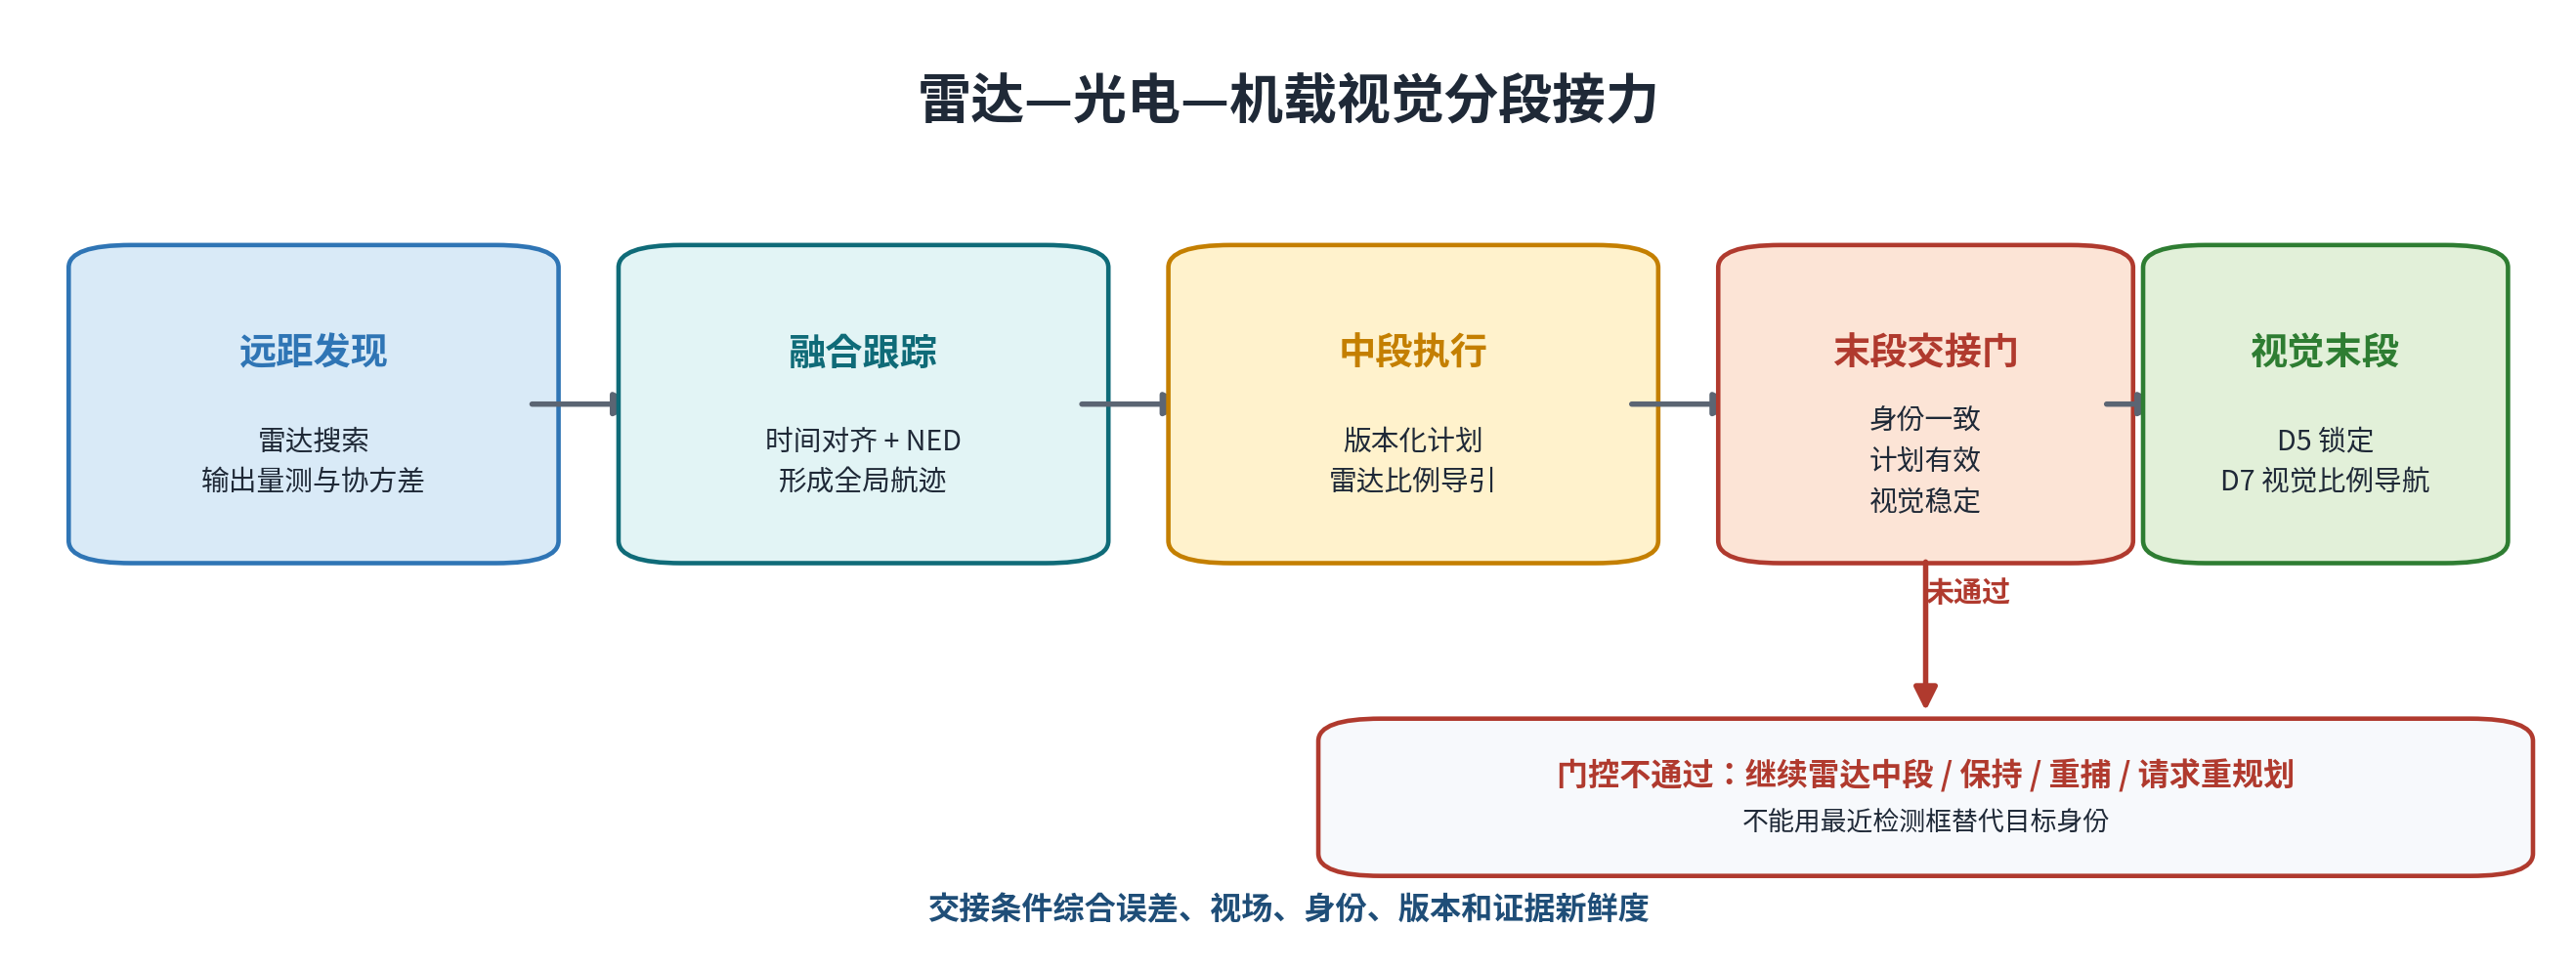 雷达—光电—机载视觉分段接力
远距发现
雷达搜索
输出量测与协方差
融合跟踪
时间对齐 + NED
形成全局航迹
中段执行
版本化计划
雷达比例导引
末段交接门
身份一致
计划有效
视觉稳定
视觉末段
D5 锁定
D7 视觉比例导航
未通过
门控不通过：继续雷达中段 / 保持 / 重捕 / 请求重规划
不能用最近检测框替代目标身份
交接条件综合误差、视场、身份、版本和证据新鲜度